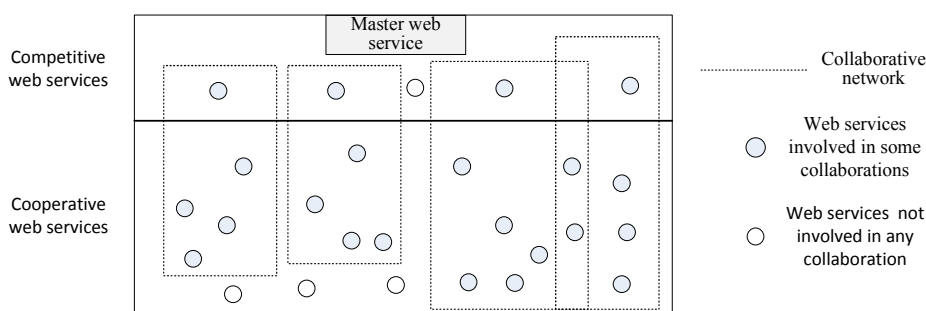 Master web
service
Competitive
web services
Collaborative
network
Web services
involved in some
collaborations
Cooperative
web services
Web services not
involved in any
collaboration